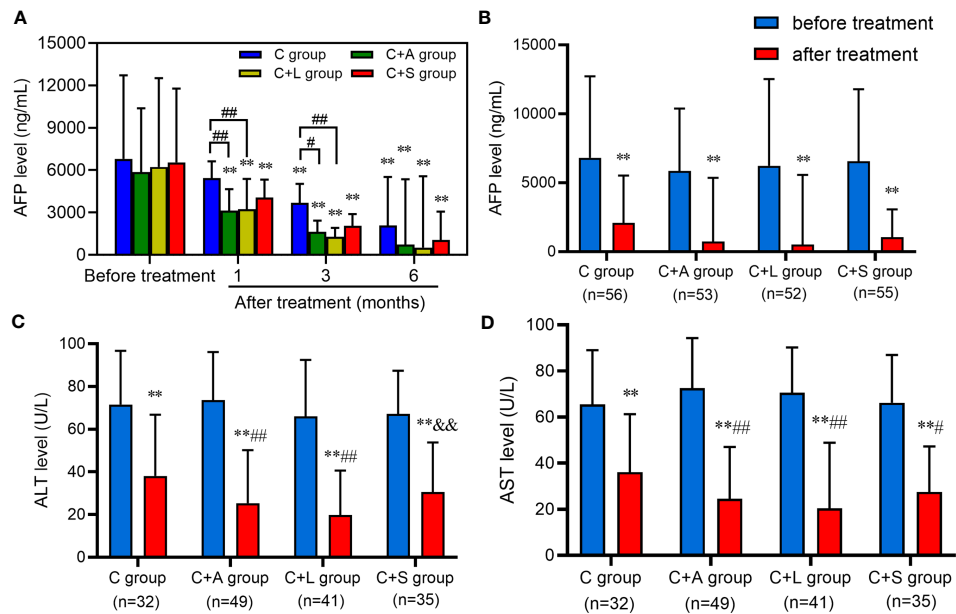 A
AFP level (ng/mL)
15000
12000
9000
6000
3000
0
C group
C+A group
C+L group
C+S group
##
##
**
**
**
##
#
**
**
**
**
**
**
**
**
Before treatment
1
3
6
After treatment (months)
B
before treatment
after treatment
AFP level (ng/mL)
15000
10000
5000
0
**
**
**
**
C group
C+A group
C+L group
C+S group
(n=56)
(n=53)
(n=52)
(n=55)
C
ALT level (U/L)
100
80
60
40
20
0
**
**##
**##
**&&
C group
C+A group
C+L group
C+S group
(n=32)
(n=49)
(n=41)
(n=35)
D
AST level (U/L)
100
80
60
40
20
0
**
**##
**##
**#
C group
C+A group
C+L group
C+S group
(n=32)
(n=49)
(n=41)
(n=35)